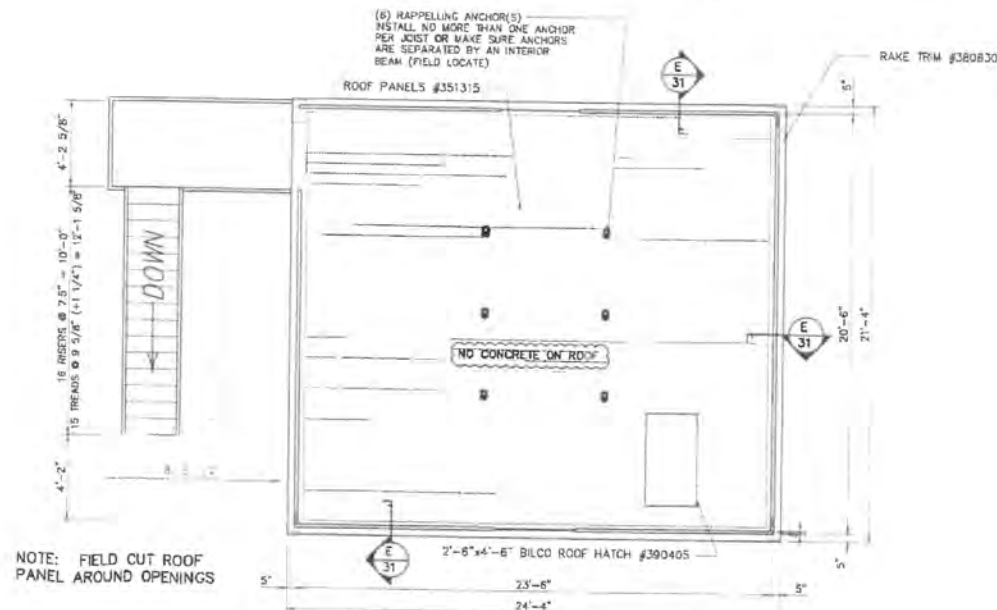 (6) RAPPELLING ANCHOR(S)
INSTALL NO MORE THAN ONE ANCHOR
PER JOIST OR MAKE SURE ANCHORS
ARE SEPARATED BY AN INTERIOR
BEAM (FIELD LOCATE)
RAKE TRIM #380830
ROOF PANELS #351315
E
31
5"
4'-2 5/8"
16 RISERS @ 7.5" = 10'-0"
15 TREADS @ 9 5/8" (+1 1/4") = 12'-1 5/8"
DOWN
E
31
20'-6"
21'-4"
NO CONCRETE ON ROOF
4'-2"
NOTE: FIELD CUT ROOF
PANEL AROUND OPENINGS
E
31
2'-6"x4'-6" BILCO ROOF HATCH #390405
5"
5"
23'-6"
5"
24'-4"